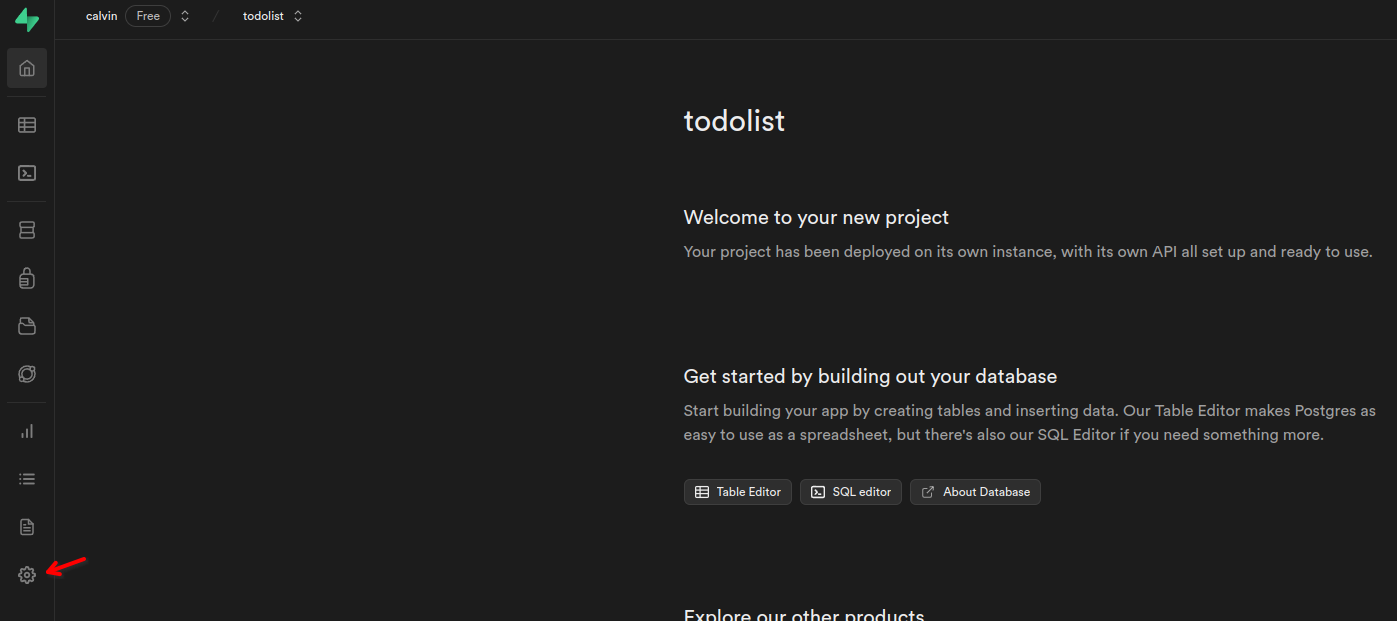 calvin Free / todolist
todolist
Welcome to your new project
Your project has been deployed on its own instance, with its own API all set up and ready to use.
Get started by building out your database
Start building your app by creating tables and inserting data. Our Table Editor makes Postgres as
easy to use as a spreadsheet, but there's also our SQL Editor if you need something more.
Table Editor SQL editor About Database
Explore our other products